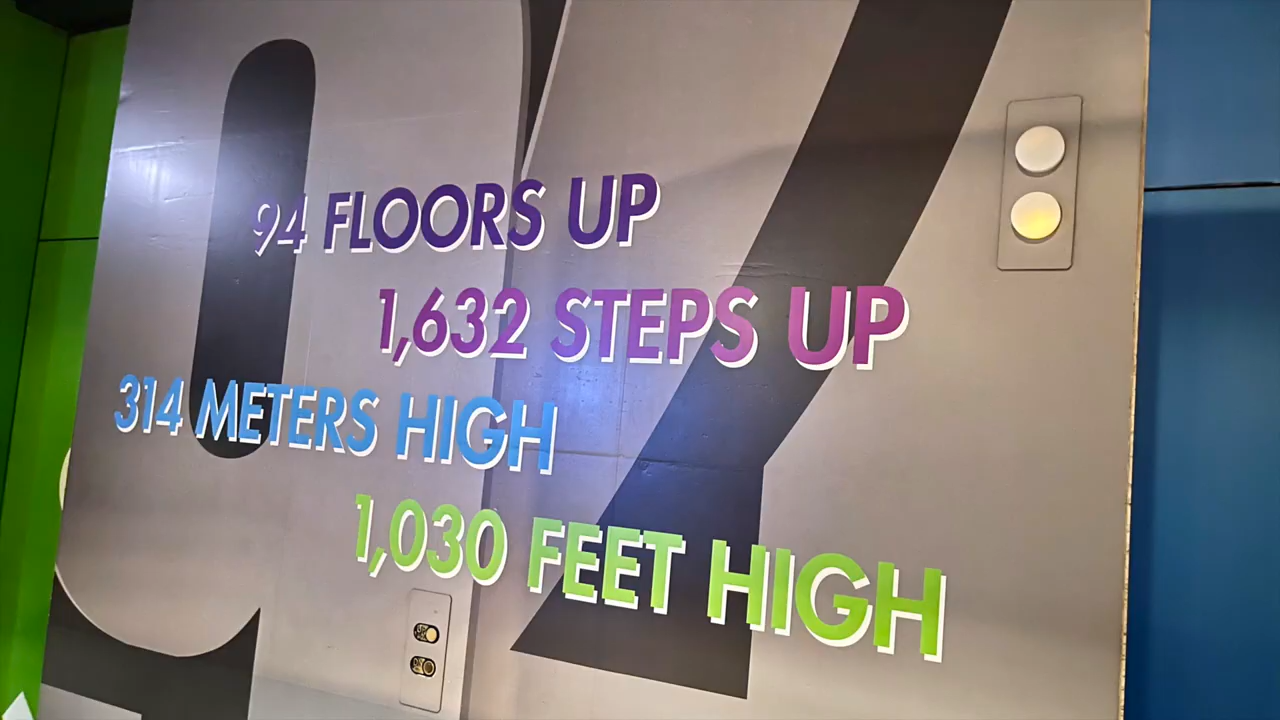 94 FLOORS UP
1,632 STEPS UP
314 METERS HIGH
1,030 FEET HIGH